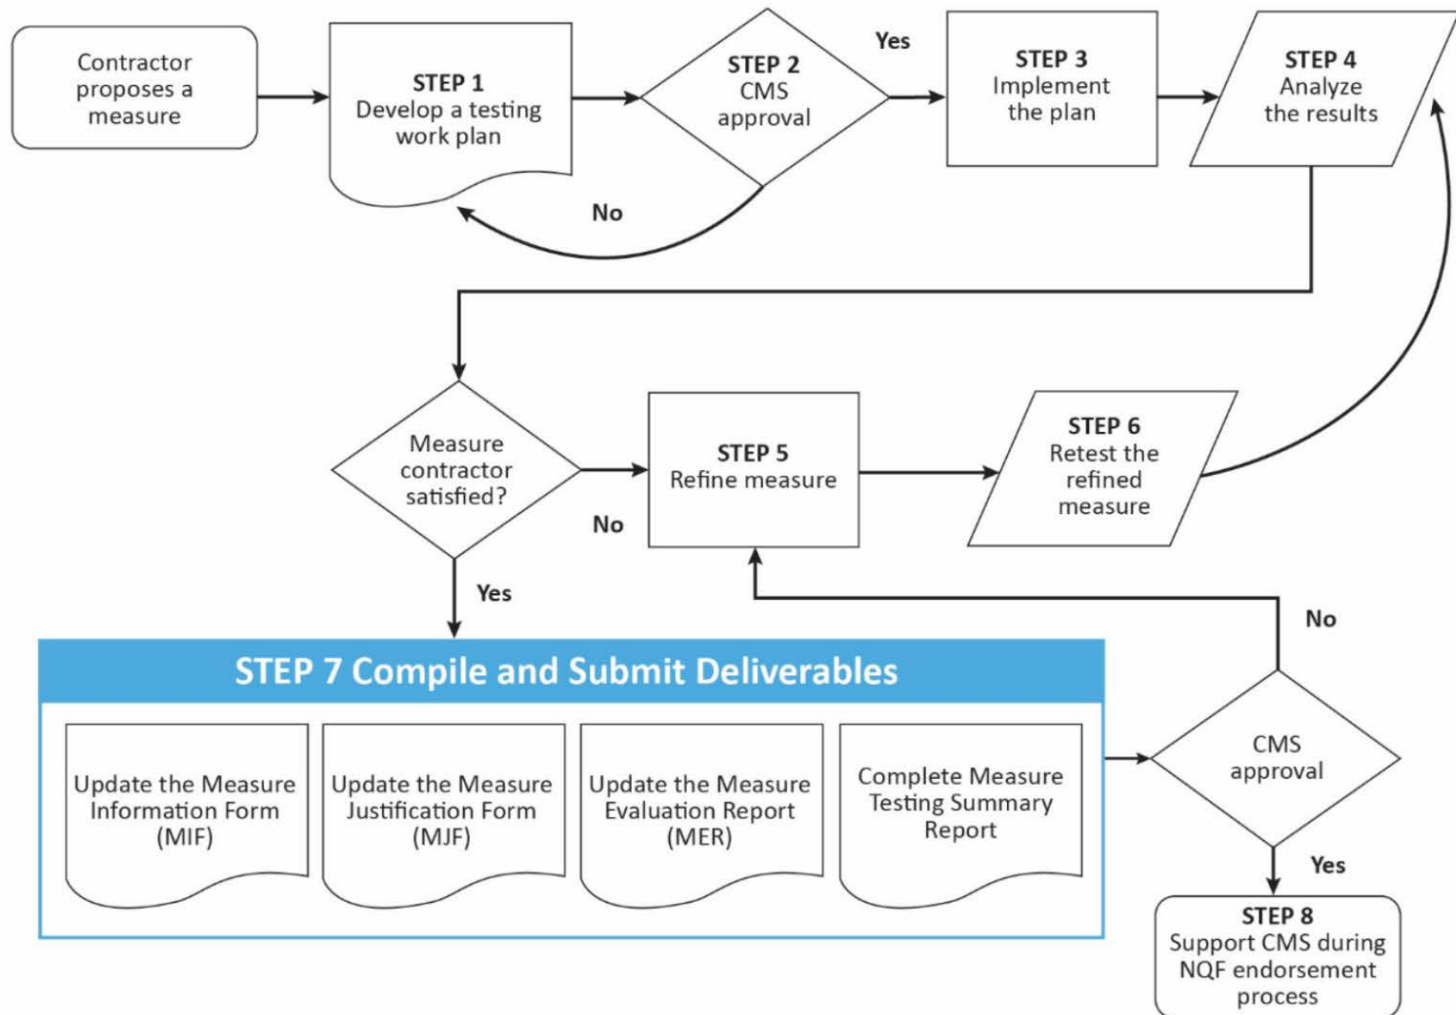 Contractor
proposes a
measure
STEP 1
Develop a testing
work plan
STEP 2
CMS
approval
Yes
No
STEP 3
Implement
the plan
STEP 4
Analyze
the results
Measure
contractor
satisfied?
No
Yes
STEP 5
Refine measure
STEP 6
Retest the
refined
measure
STEP 7 Compile and Submit Deliverables
Update the Measure
Information Form
(MIF)
Update the Measure
Justification Form
(MJF)
Update the Measure
Evaluation Report
(MER)
Complete Measure
Testing Summary
Report
CMS
approval
No
Yes
STEP 8
Support CMS during
NQF endorsement
process